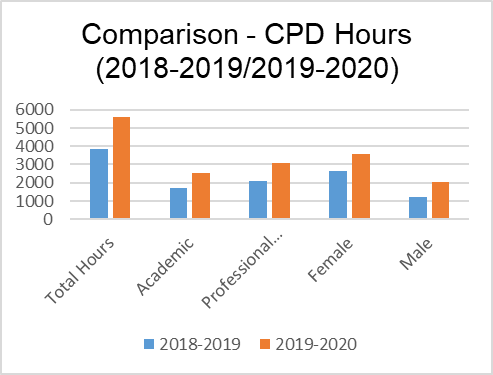 Comparison - CPD Hours
(2018-2019/2019-2020)
6000
5000
4000
3000
2000
1000
0
Total Hours
Academic
Professional...
Female
Male
2018-2019
2019-2020